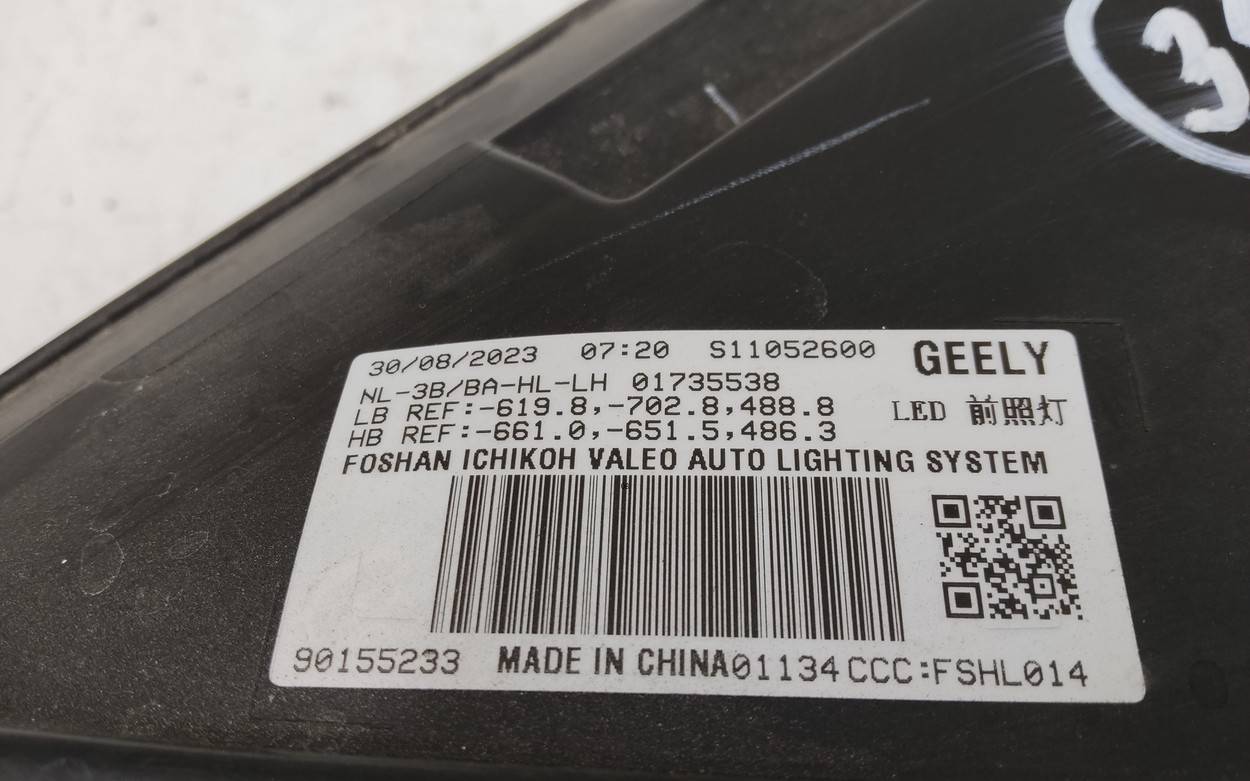 30/08/2023 07:20 S11052600 GEELY
NL-3B/BA-HL-LH 01735538
LB REF:-619.8,-702.8,488.8 LED 前照灯
HB REF:-661.0,-651.5,486.3
FOSHAN ICHIKOH VALEO AUTO LIGHTING SYSTEM
90155233 MADE IN CHINA01134 CCC:FSHL014